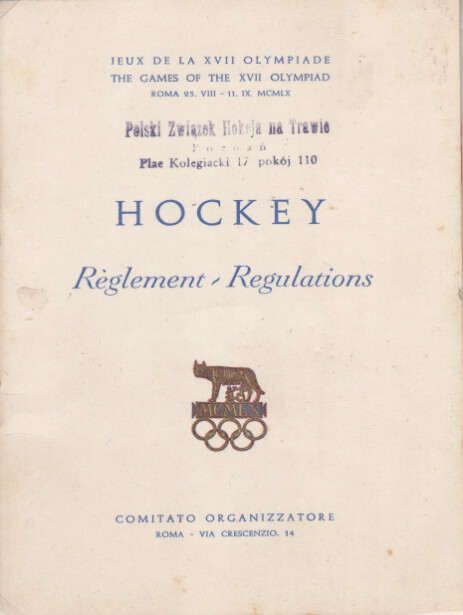 JEUX DE LA XVII OLYMPIADE
THE GAMES OF THE XVII OLYMPIAD
ROMA 25. VIII - 11. IX. MCMLX
Polski Związek Hokeja na Trawie
Poznań
Plac Kolegiacki 17 pokój 110
HOCKEY
Règlement - Regulations
MCMLX
COMITATO ORGANIZZATORE
ROMA - VIA CRESCENZIO, 14